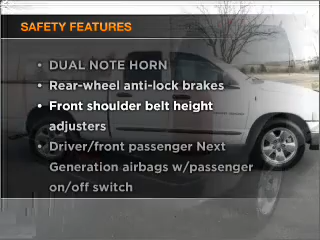 SAFETY FEATURES
• DUAL NOTE HORN
• Rear-wheel anti-lock brakes
• Front shoulder belt height
adjusters
• Driver/front passenger Next
Generation airbags w/passenger
on/off switch